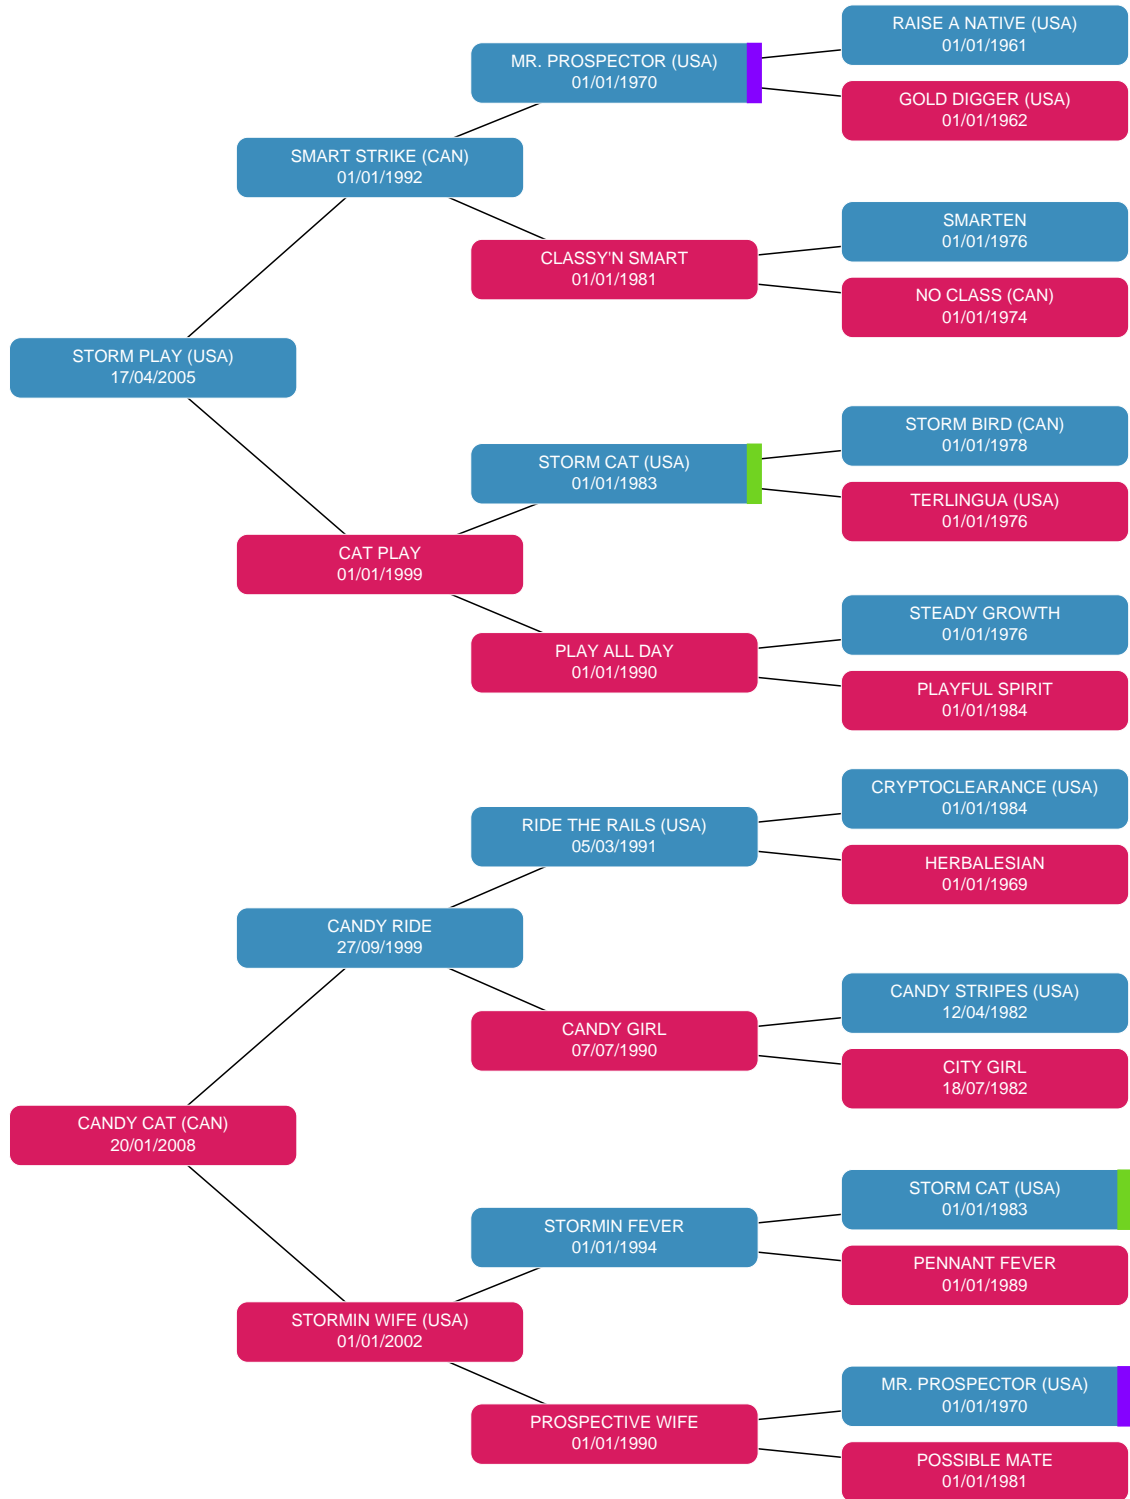 RAISE A NATIVE (USA)
01/01/1961
MR. PROSPECTOR (USA)
01/01/1970
GOLD DIGGER (USA)
01/01/1962
SMART STRIKE (CAN)
01/01/1992
SMARTEN
01/01/1976
CLASSY'N SMART
01/01/1981
NO CLASS (CAN)
01/01/1974
STORM PLAY (USA)
17/04/2005
STORM BIRD (CAN)
01/01/1978
STORM CAT (USA)
01/01/1983
TERLINGUA (USA)
01/01/1976
CAT PLAY
01/01/1999
STEADY GROWTH
01/01/1976
PLAY ALL DAY
01/01/1990
PLAYFUL SPIRIT
01/01/1984
CRYPTOCLEARANCE (USA)
01/01/1984
RIDE THE RAILS (USA)
05/03/1991
HERBALESIAN
01/01/1969
CANDY RIDE
27/09/1999
CANDY STRIPES (USA)
12/04/1982
CANDY GIRL
07/07/1990
CITY GIRL
18/07/1982
CANDY CAT (CAN)
20/01/2008
STORM CAT (USA)
01/01/1983
STORMIN FEVER
01/01/1994
PENNANT FEVER
01/01/1989
STORMIN WIFE (USA)
01/01/2002
MR. PROSPECTOR (USA)
01/01/1970
PROSPECTIVE WIFE
01/01/1990
POSSIBLE MATE
01/01/1981